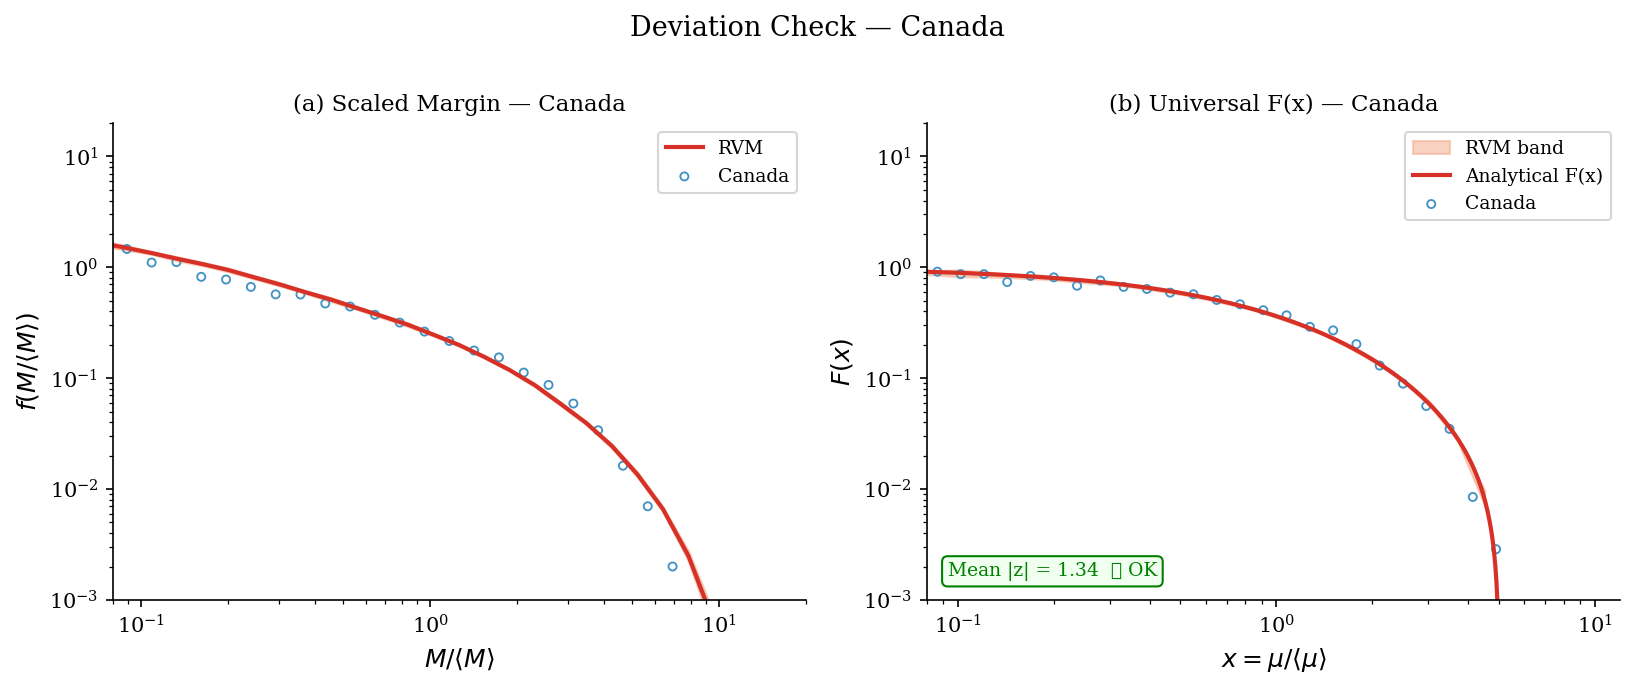 Deviation Check — Canada
(a) Scaled Margin — Canada
RVM
Canada
10¹
10⁰
10⁻¹
10⁻²
10⁻³
f(M/⟨M⟩)
10⁻¹
10⁰
10¹
M/⟨M⟩
(b) Universal F(x) — Canada
RVM band
Analytical F(x)
Canada
10¹
10⁰
10⁻¹
10⁻²
10⁻³
F(x)
Mean |z| = 1.34 OK
10⁻¹
10⁰
10¹
x = μ/⟨μ⟩